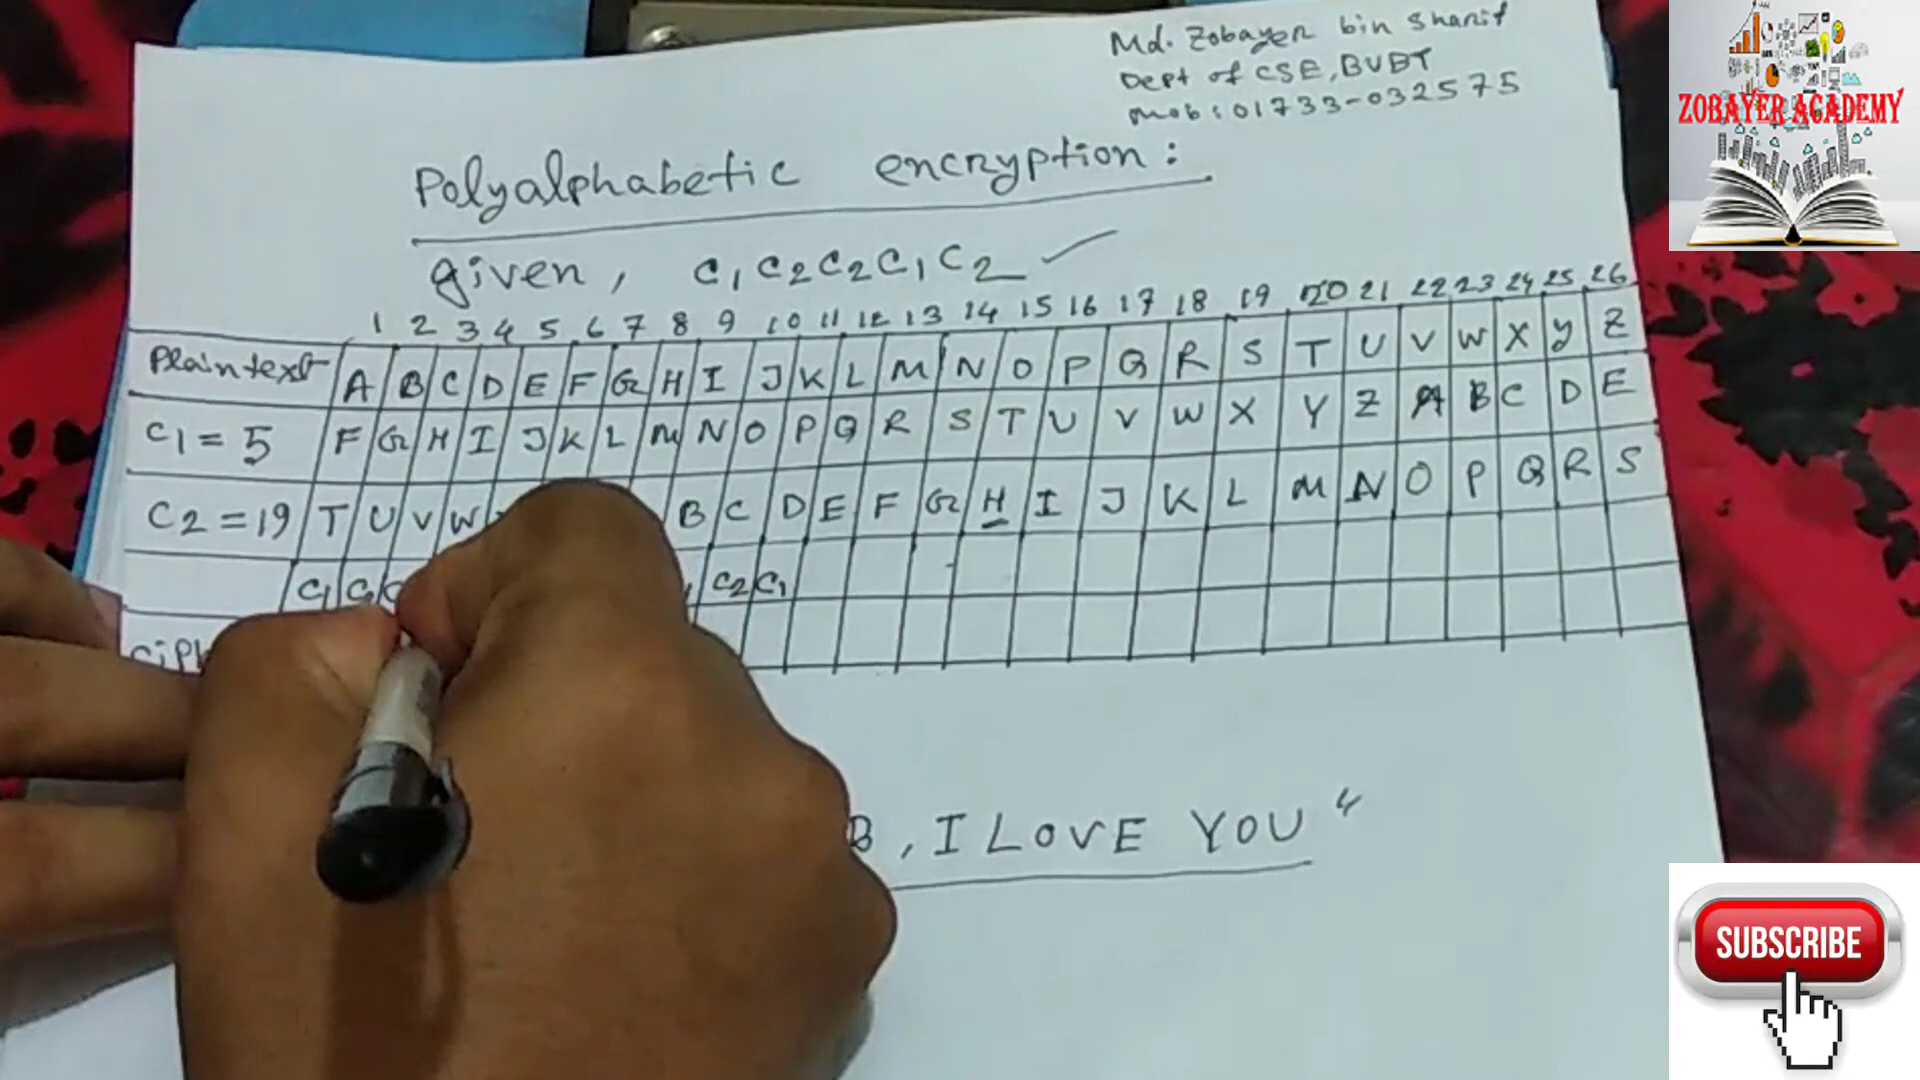 Md. Zobayer bin Sharif
Dept of CSE, BUBT
Mob: 01733-032575
ZOBAYER ACADEMY
Polyalphabetic encryption:
given, C1C2C2C1C2 ✓
1 2 3 4 5 6 7 8 9 10 11 12 13 14 15 16 17 18 19 20 21 22 23 24 25 26
Plaintext A B C D E F G H I J K L M N O P Q R S T U V W X Y Z
C1 = 5 F G H I J K L M N O P Q R S T U V W X Y Z A B C D E
C2 = 19 T U V W B C D E F G H I J K L M N O P Q R S
C1 C2 C2 C1
B, I LOVE YOU"
SUBSCRIBE